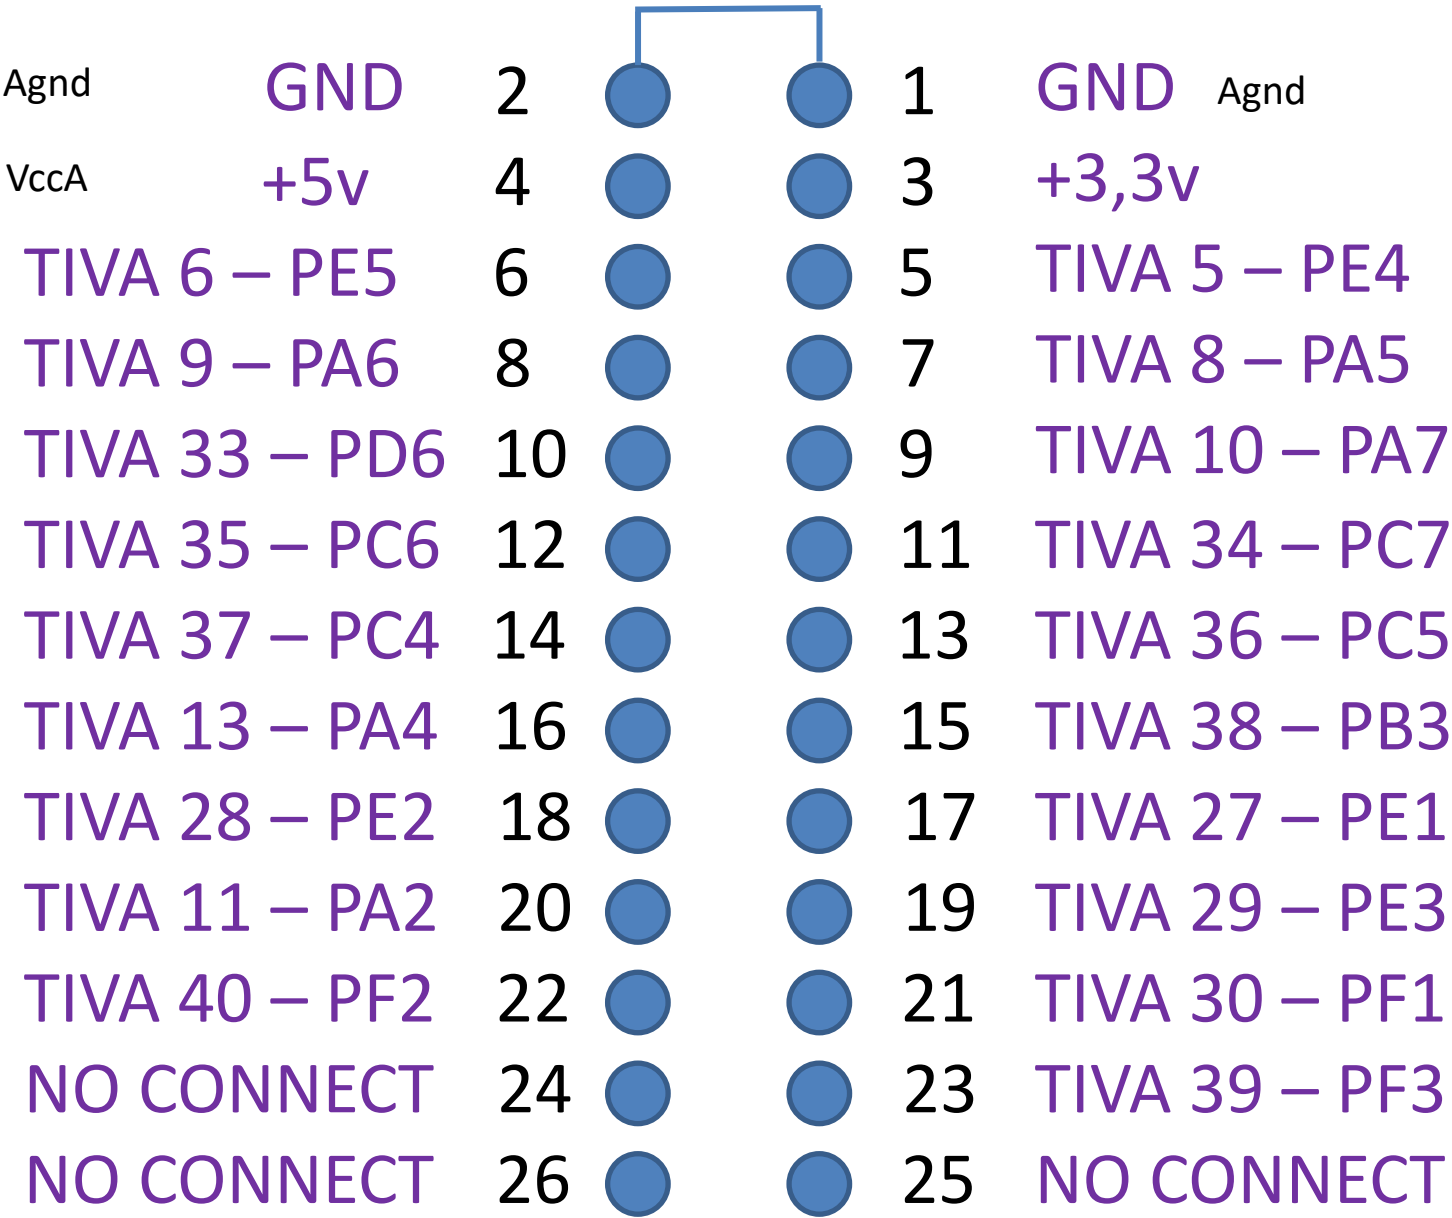 Agnd GND 2 1 GND Agnd
VccA +5v 4 3 +3,3v
TIVA 6 – PE5 6 5 TIVA 5 – PE4
TIVA 9 – PA6 8 7 TIVA 8 – PA5
TIVA 33 – PD6 10 9 TIVA 10 – PA7
TIVA 35 – PC6 12 11 TIVA 34 – PC7
TIVA 37 – PC4 14 13 TIVA 36 – PC5
TIVA 13 – PA4 16 15 TIVA 38 – PB3
TIVA 28 – PE2 18 17 TIVA 27 – PE1
TIVA 11 – PA2 20 19 TIVA 29 – PE3
TIVA 40 – PF2 22 21 TIVA 30 – PF1
NO CONNECT 24 23 TIVA 39 – PF3
NO CONNECT 26 25 NO CONNECT